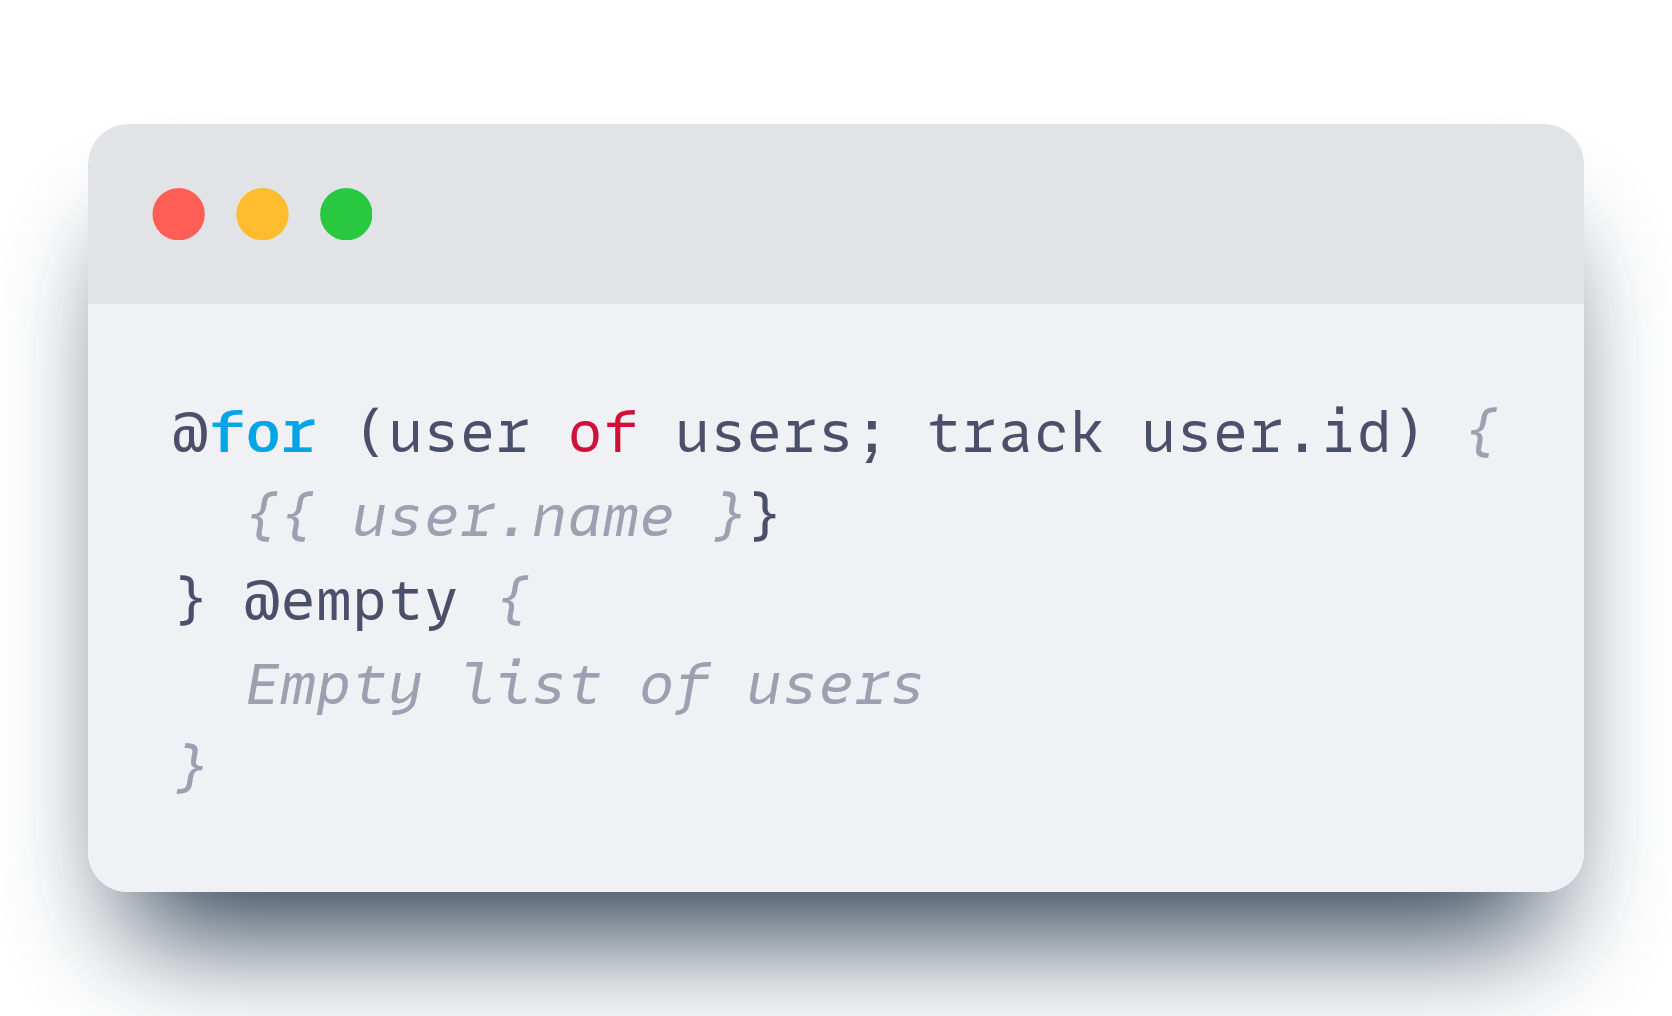 @for (user of users; track user.id) {
  {{ user.name }}
} @empty {
  Empty list of users
}